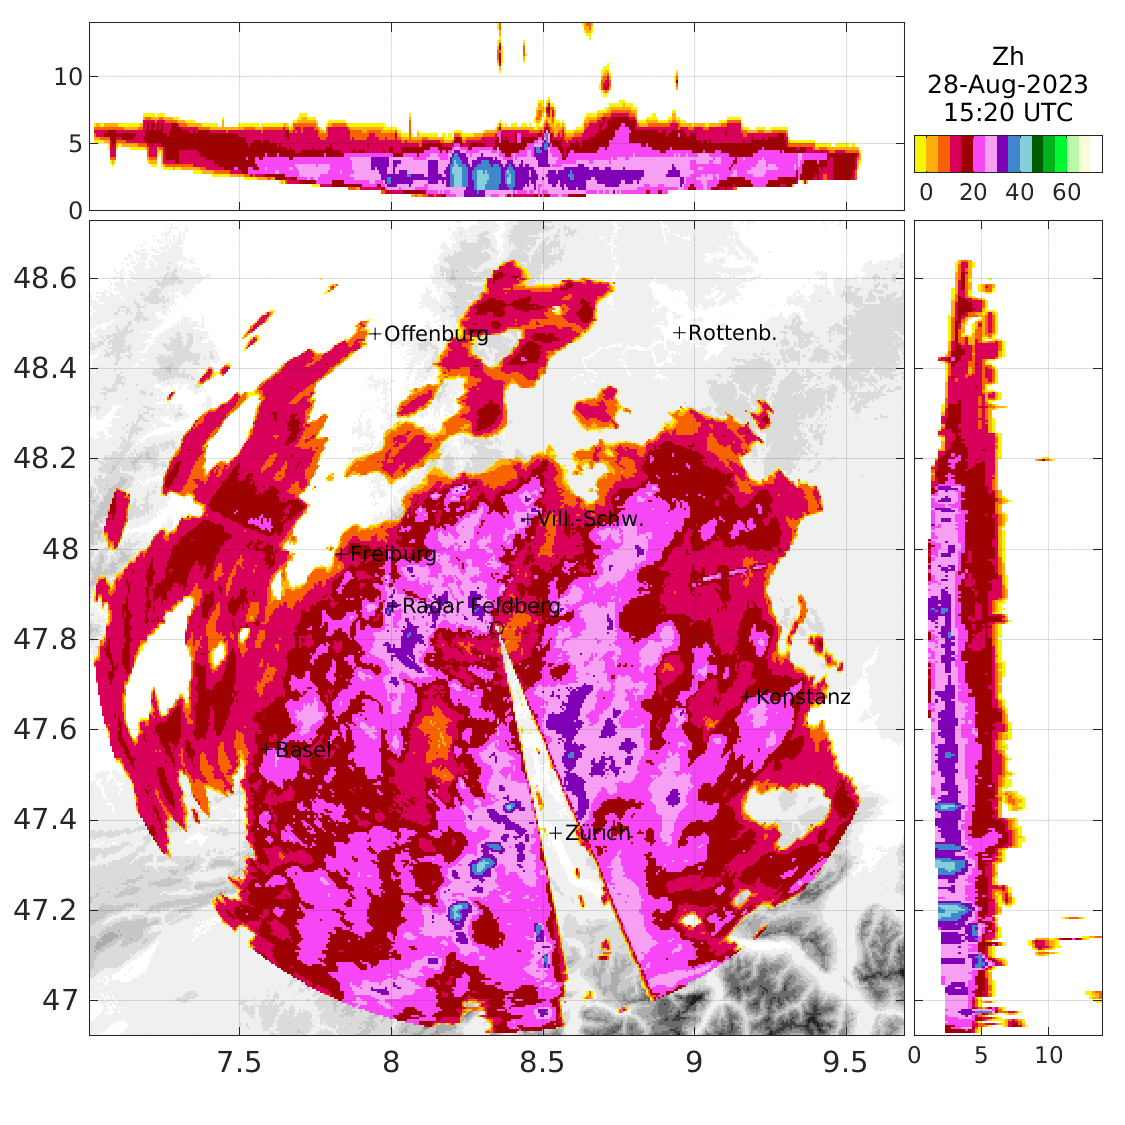 10
5
0
Zh
28-Aug-2023
15:20 UTC
0 20 40 60
48.6
48.4
48.2
48
47.8
47.6
47.4
47.2
47
Offenburg
Rottenb.
Vill.-Schw.
Freiburg
Radar Feldberg
Konstanz
Basel
Zürich
7.5 8 8.5 9 9.5
0 5 10